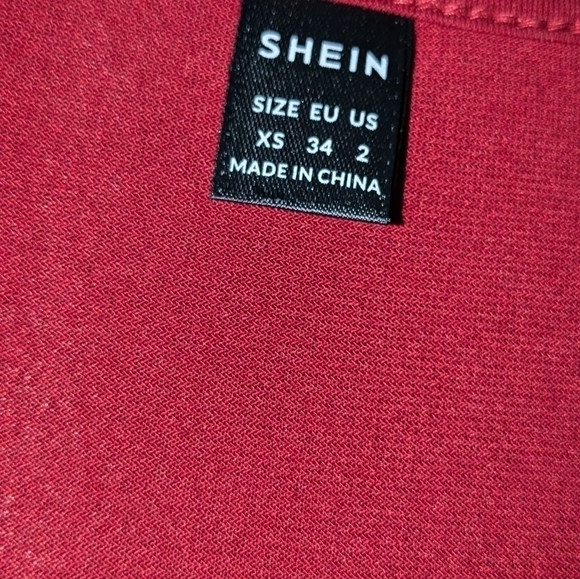 SHEIN
SIZE EU US
XS 34 2
MADE IN CHINA